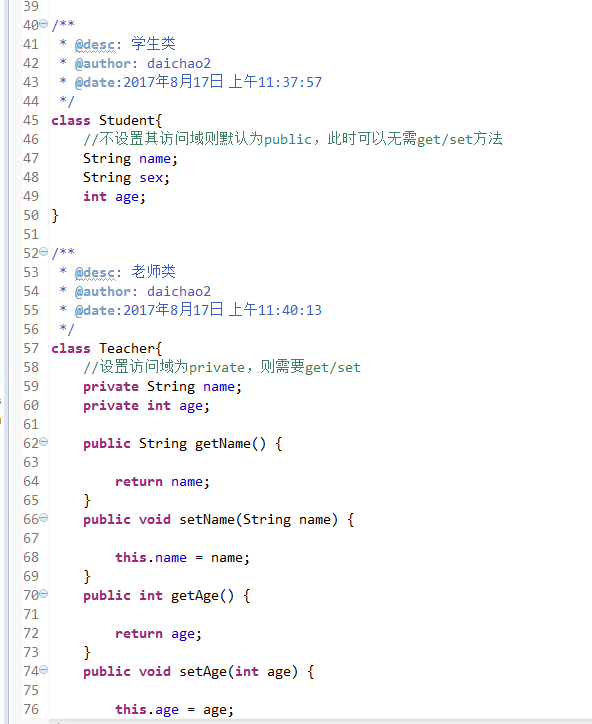 39
40 /**
41 * @desc: 学生类
42 * @author: daichao2
43 * @date:2017年8月17日 上午11:37:57
44 */
45 class Student{
46 //不设置其访问域则默认为public，此时可以无需get/set方法
47 String name;
48 String sex;
49 int age;
50 }
51
52 /**
53 * @desc: 老师类
54 * @author: daichao2
55 * @date:2017年8月17日 上午11:40:13
56 */
57 class Teacher{
58 //设置访问域为private，则需要get/set
59 private String name;
60 private int age;
61
62 public String getName() {
63
64 return name;
65 }
66 public void setName(String name) {
67
68 this.name = name;
69 }
70 public int getAge() {
71
72 return age;
73 }
74 public void setAge(int age) {
75
76 this.age = age;